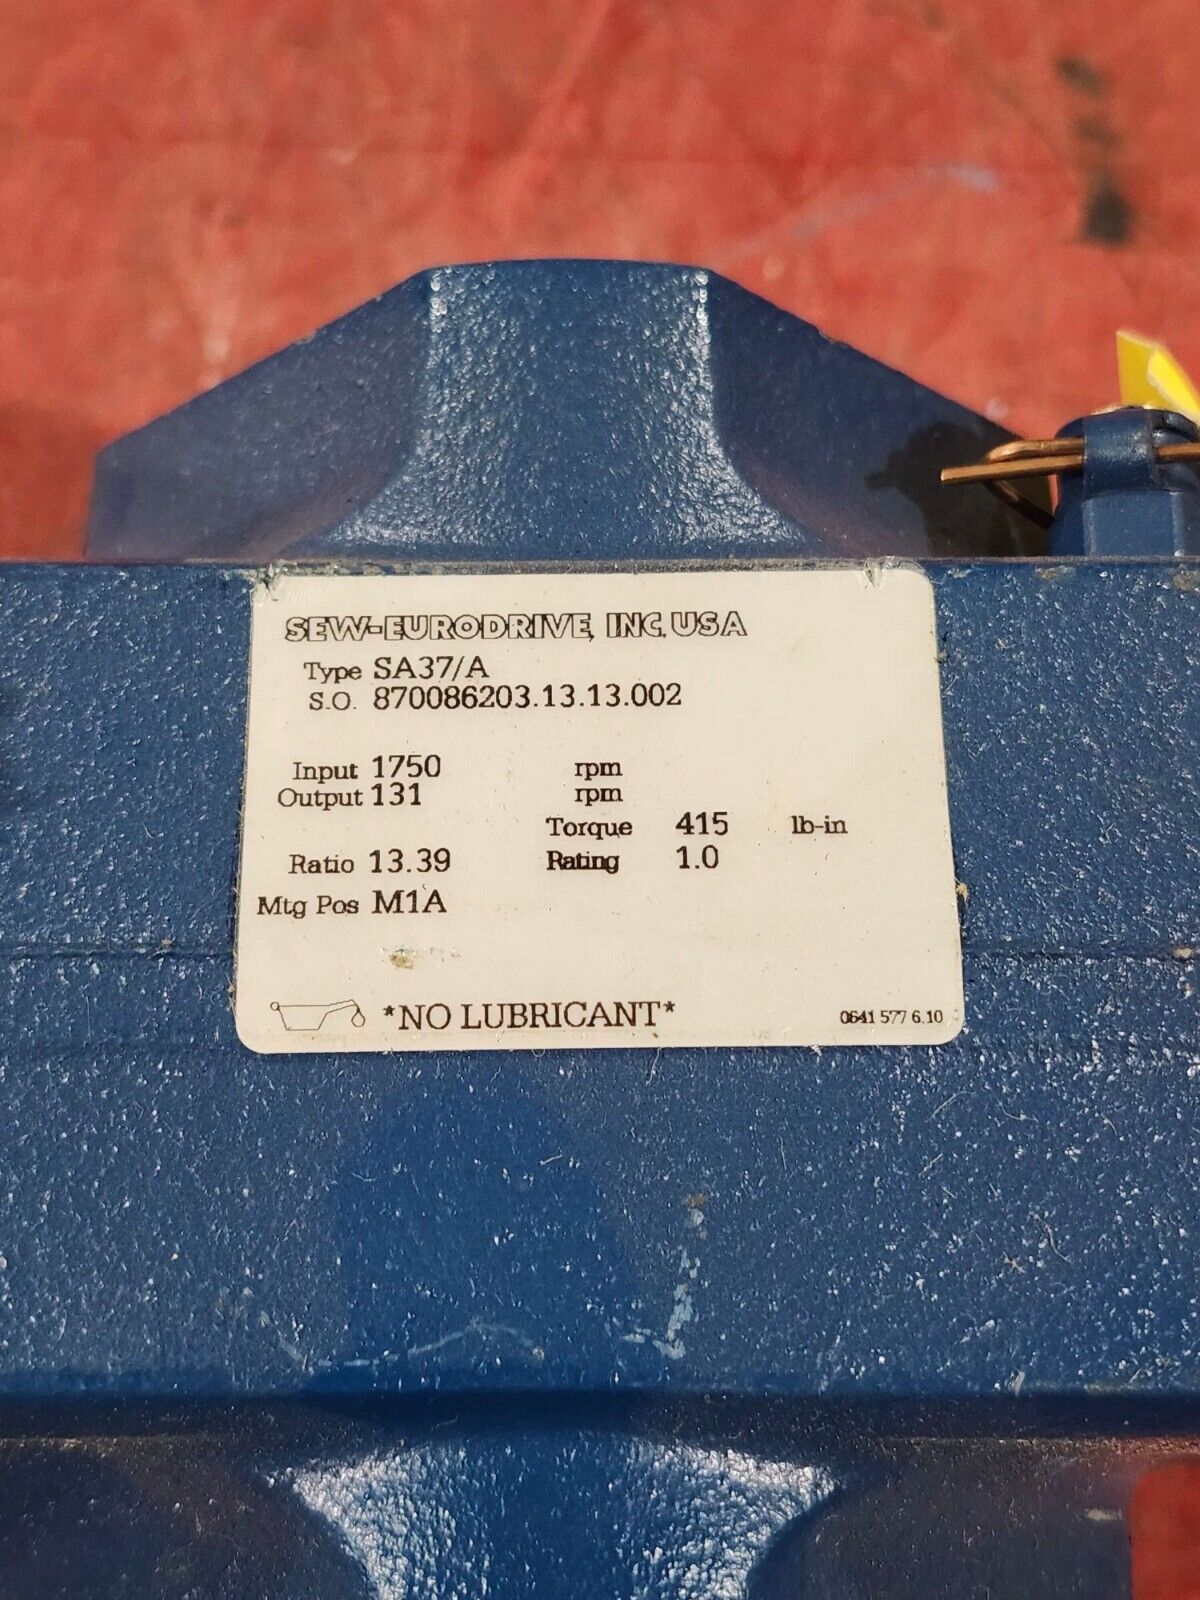 SEW-EURODRIVE, INC. USA
Type SA37/A
S.O. 870086203.13.13.002
Input 1750 rpm
Output 131 rpm
Torque 415 lb-in
Ratio 13.39 Rating 1.0
Mtg Pos M1A
*NO LUBRICANT* 0641 577 6.10